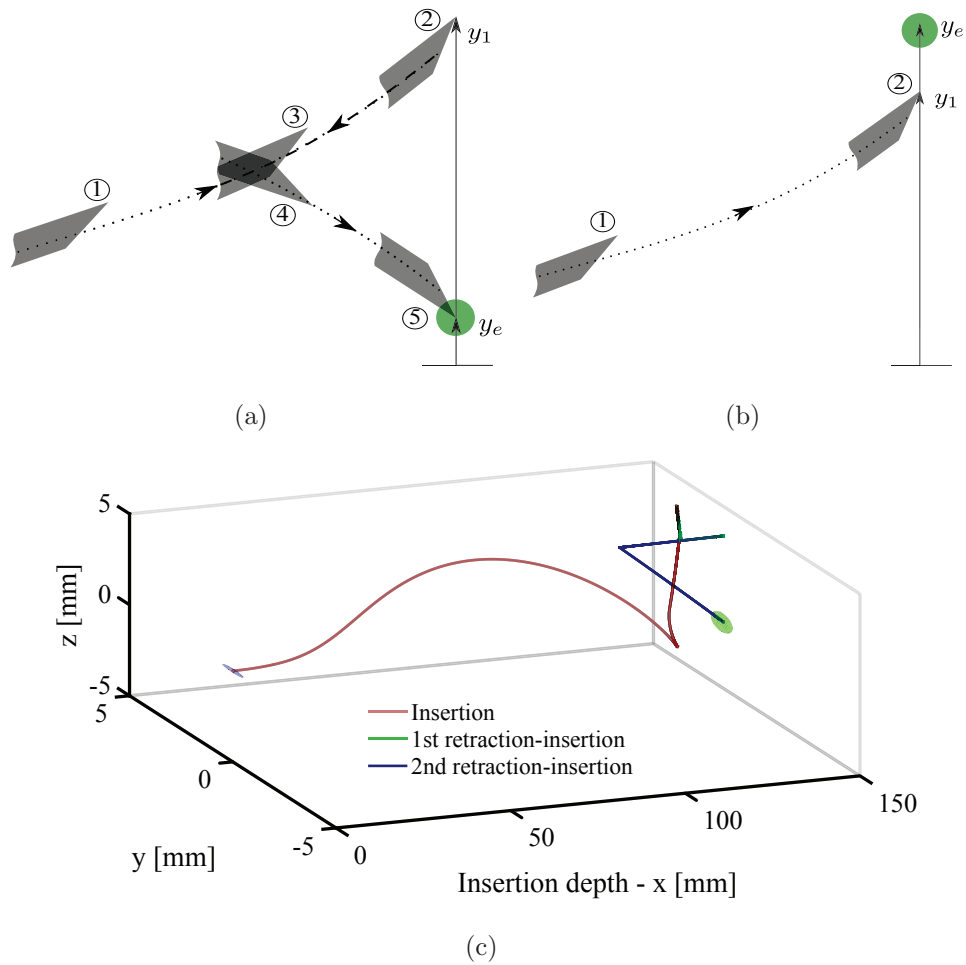 ②
y₁
③
①
④
⑤
yₑ
(a)
yₑ
②
y₁
①
(b)
5
0
-5
z [mm]
5
0
-5
y [mm]
Insertion
1st retraction-insertion
2nd retraction-insertion
0
50
100
150
Insertion depth - x [mm]
(c)